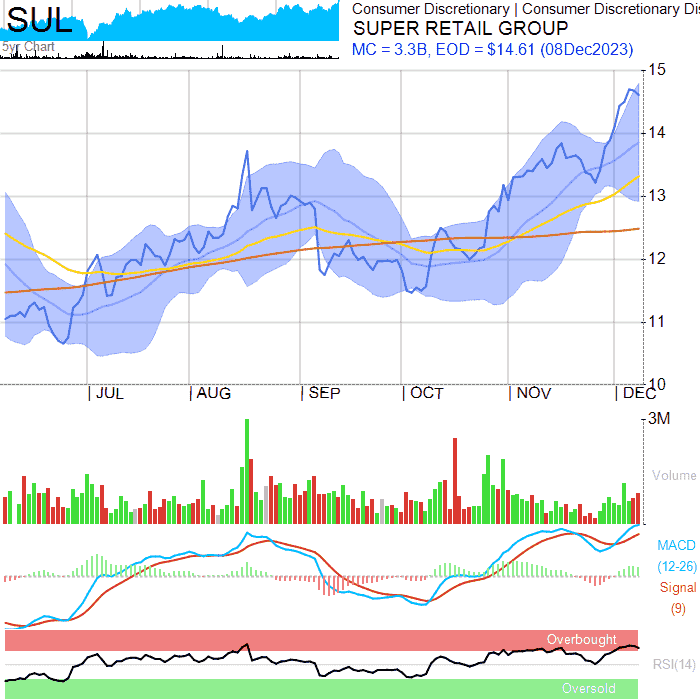 SUL
5yr Chart
Consumer Discretionary | Consumer Discretionary Dis
SUPER RETAIL GROUP
MC = 3.3B, EOD = $14.61 (08Dec2023)
15
14
13
12
11
10
JUL AUG SEP OCT NOV DEC
3M
Volume
MACD
(12-26)
Signal
(9)
Overbought
RSI(14)
Oversold